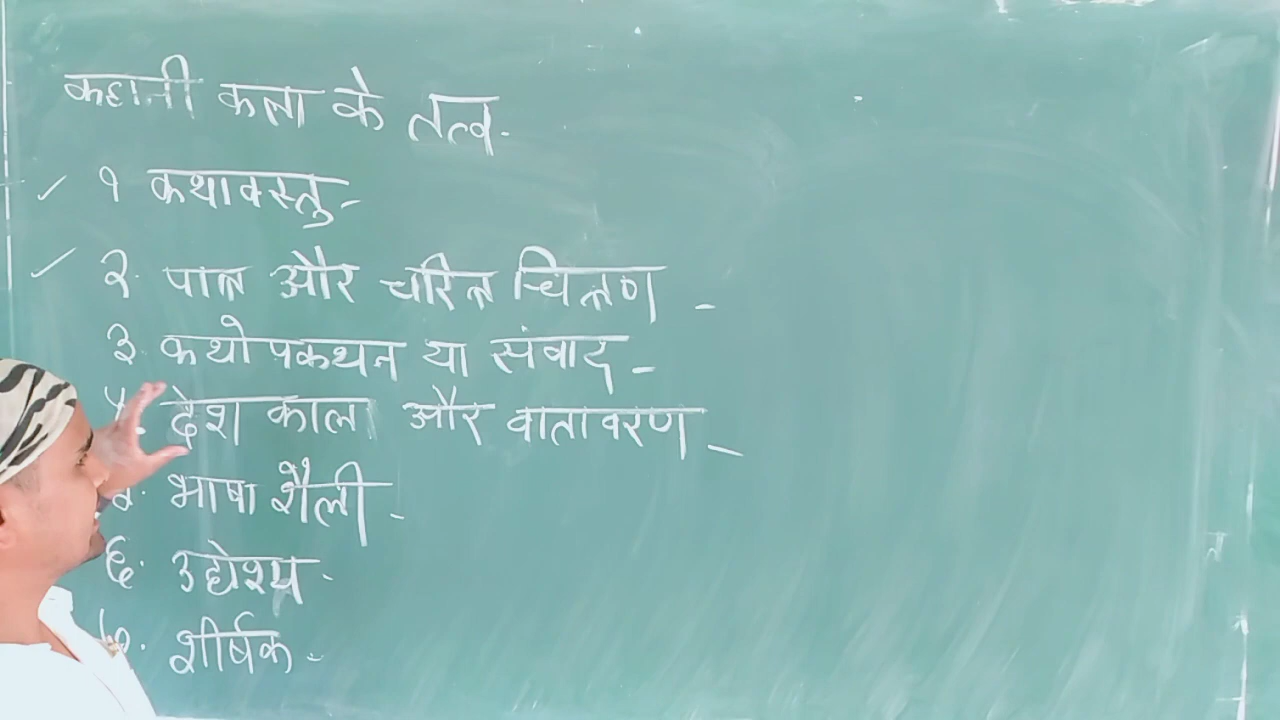 कहानी कला के तत्व.
१ कथावस्तु-
२. पात्र और चरित्र चित्रण -
३. कथोपकथन या संवाद -
४. देश काल और वातावरण -
५. भाषा शैली -
६. उद्येश्य -
७. शीर्षक -